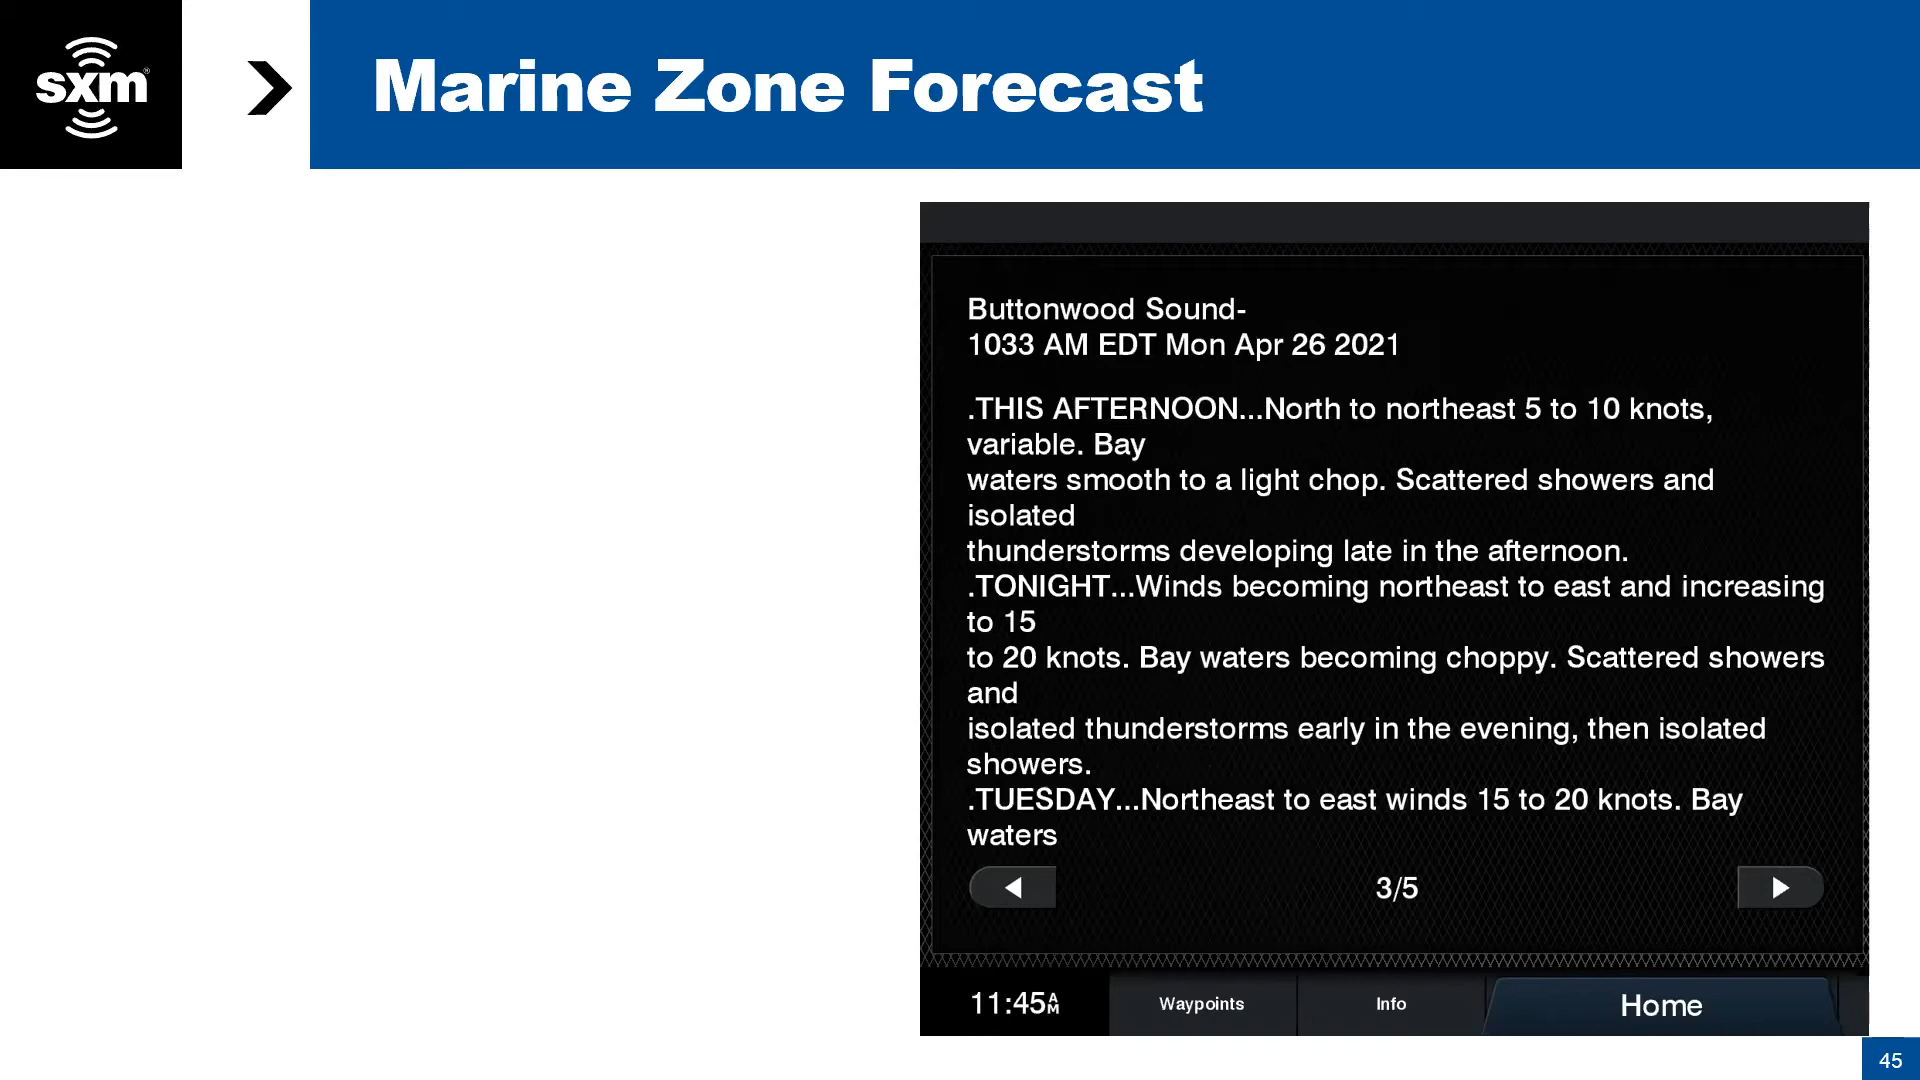 sxm®
Marine Zone Forecast
Buttonwood Sound-
1033 AM EDT Mon Apr 26 2021
.THIS AFTERNOON...North to northeast 5 to 10 knots,
variable. Bay
waters smooth to a light chop. Scattered showers and
isolated
thunderstorms developing late in the afternoon.
.TONIGHT...Winds becoming northeast to east and increasing
to 15
to 20 knots. Bay waters becoming choppy. Scattered showers
and
isolated thunderstorms early in the evening, then isolated
showers.
.TUESDAY...Northeast to east winds 15 to 20 knots. Bay
waters
3/5
11:45AM
Waypoints
Info
Home
45